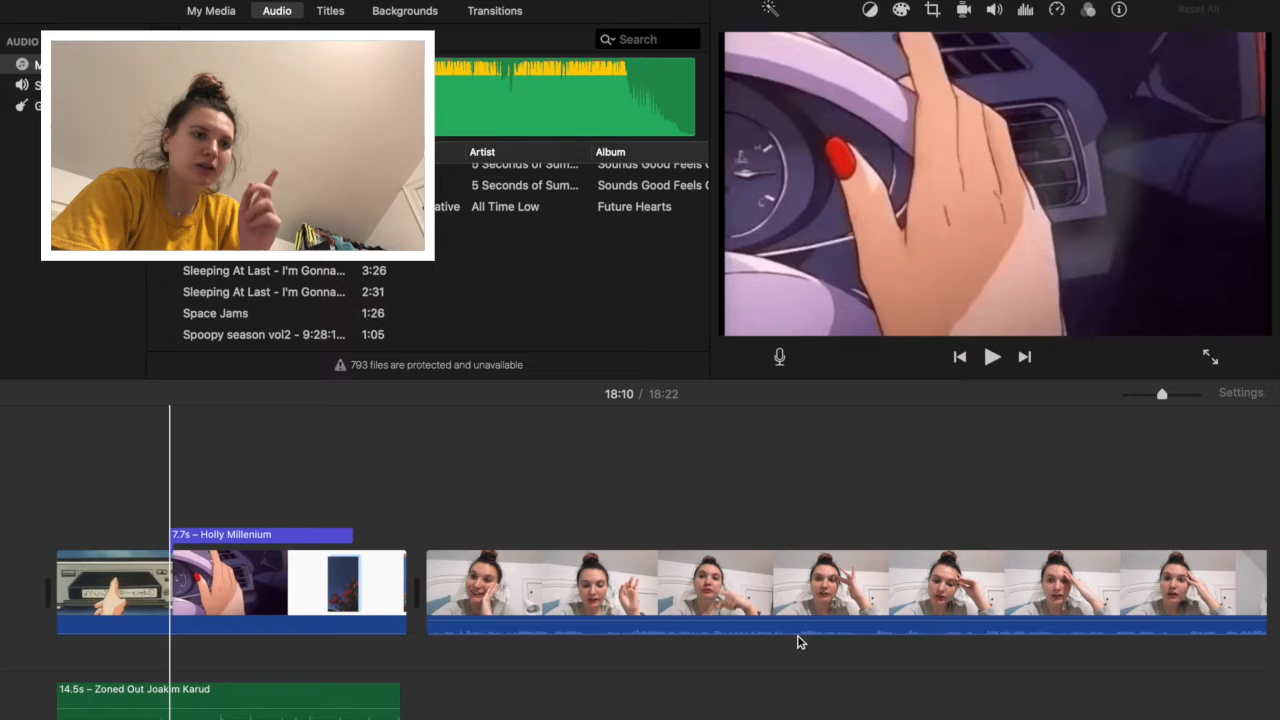 My Media Audio Titles Backgrounds Transitions
Reset All
AUDIO
Search
Artist Album
5 Seconds of Sum... Sounds Good Feels G
5 Seconds of Sum... Sounds Good Feels G
ative All Time Low Future Hearts
Sleeping At Last - I'm Gonna... 3:26
Sleeping At Last - I'm Gonna... 2:31
Space Jams 1:26
Spoopy season vol2 - 9:28:1... 1:05
793 files are protected and unavailable
18:10 / 18:22
Settings
7.7s – Holly Millenium
14.5s – Zoned Out Joakim Karud